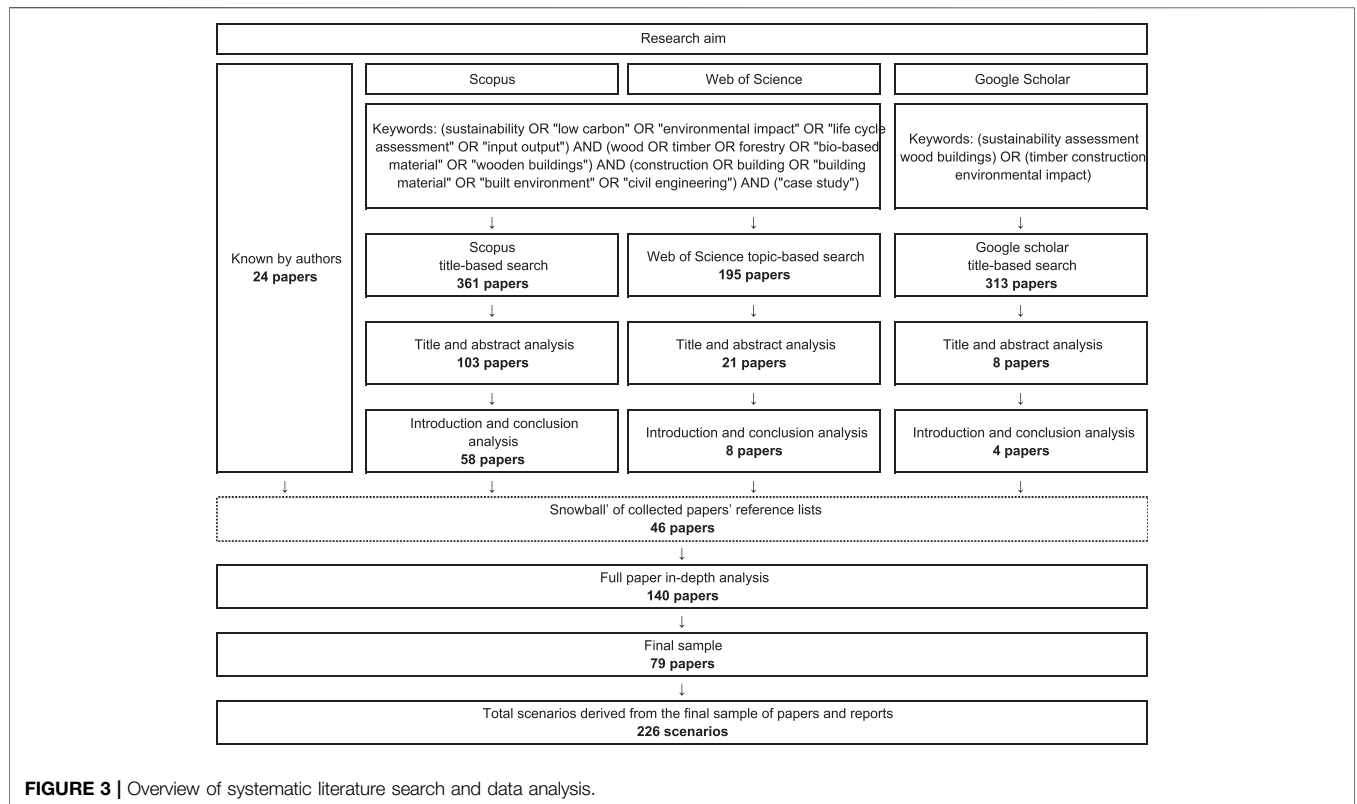 Research aim
Known by authors
24 papers
Scopus
Web of Science
Google Scholar
Keywords: (sustainability OR "low carbon" OR "environmental impact" OR "life cycle
assessment" OR "input output") AND (wood OR timber OR forestry OR "bio-based
material" OR "wooden buildings") AND (construction OR building OR "building
material" OR "built environment" OR "civil engineering") AND ("case study")
Keywords: (sustainability assessment
wood buildings) OR (timber construction
environmental impact)
↓
↓
↓
Scopus
title-based search
361 papers
Web of Science topic-based search
195 papers
Google scholar
title-based search
313 papers
↓
↓
↓
Title and abstract analysis
103 papers
Title and abstract analysis
21 papers
Title and abstract analysis
8 papers
↓
↓
↓
Introduction and conclusion
analysis
58 papers
Introduction and conclusion analysis
8 papers
Introduction and conclusion analysis
4 papers
↓
↓
↓
↓
Snowball' of collected papers' reference lists
46 papers
↓
Full paper in-depth analysis
140 papers
↓
Final sample
79 papers
↓
Total scenarios derived from the final sample of papers and reports
226 scenarios
FIGURE 3 | Overview of systematic literature search and data analysis.